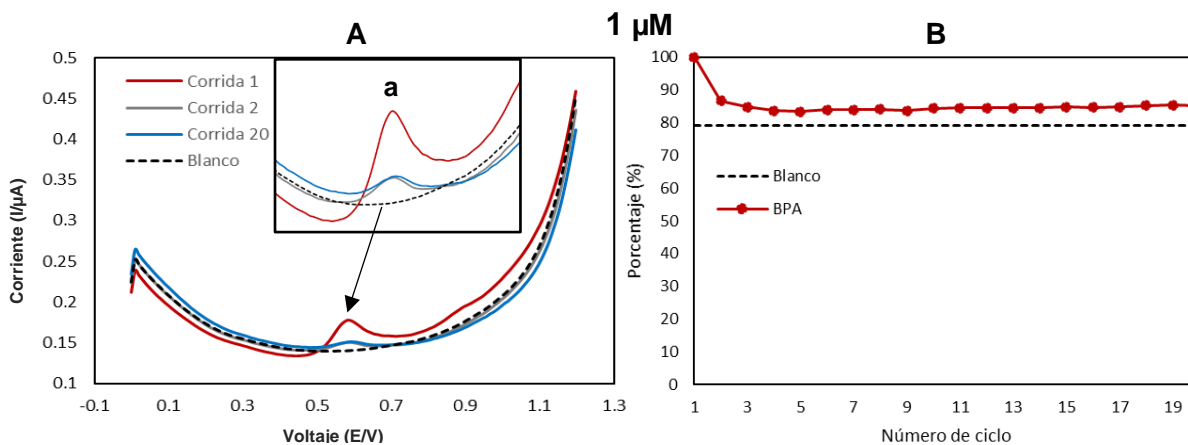 1 µM
A
0.5
0.45
0.4
0.35
0.3
0.25
0.2
0.15
0.1
Corriente (I/µA)
Corrida 1
Corrida 2
Corrida 20
Blanco
a
-0.1 0.1 0.3 0.5 0.7 0.9 1.1 1.3
Voltaje (E/V)
B
100
90
80
70
60
50
40
30
20
10
0
Porcentaje (%)
Blanco
BPA
1 3 5 7 9 11 13 15 17 19
Número de ciclo